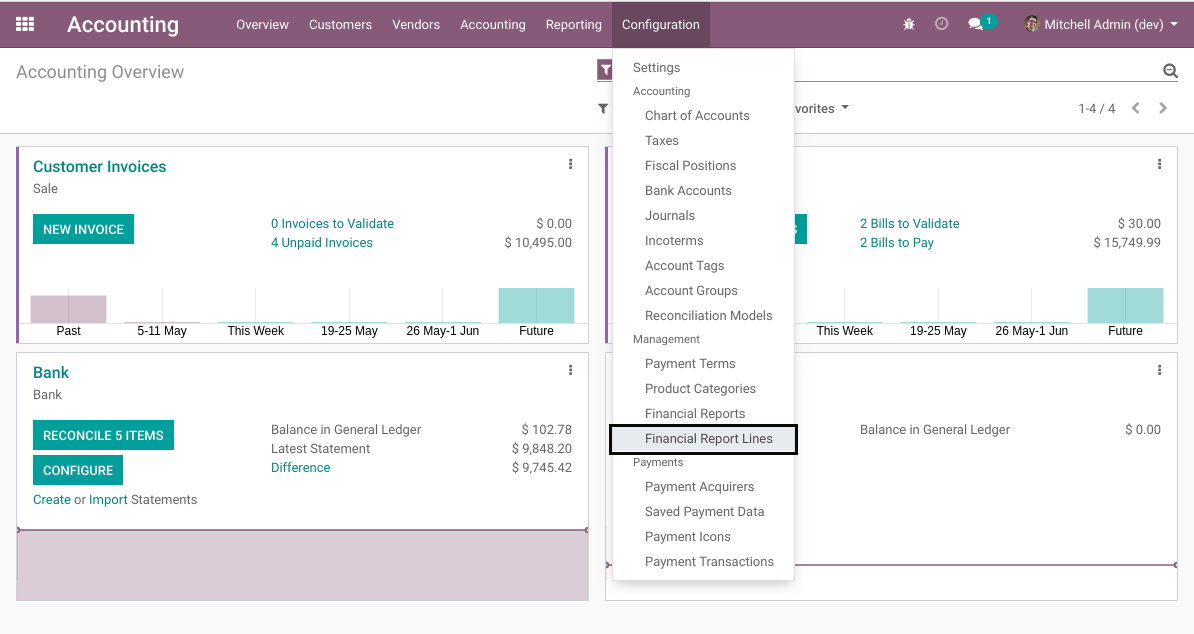 Accounting
Overview
Customers
Vendors
Accounting
Reporting
Configuration
1
Mitchell Admin (dev)
Accounting Overview
vorites
1-4 / 4
Settings
Accounting
Chart of Accounts
Taxes
Fiscal Positions
Bank Accounts
Journals
Incoterms
Account Tags
Account Groups
Reconciliation Models
Management
Payment Terms
Product Categories
Financial Reports
Financial Report Lines
Payments
Payment Acquirers
Saved Payment Data
Payment Icons
Payment Transactions
Customer Invoices
Sale
NEW INVOICE
0 Invoices to Validate $ 0.00
4 Unpaid Invoices $ 10,495.00
Past 5-11 May This Week 19-25 May 26 May-1 Jun Future
2 Bills to Validate $ 30.00
2 Bills to Pay $ 15,749.99
This Week 19-25 May 26 May-1 Jun Future
Bank
Bank
RECONCILE 5 ITEMS
CONFIGURE
Create or Import Statements
Balance in General Ledger $ 102.78
Latest Statement $ 9,848.20
Difference $ 9,745.42
Balance in General Ledger $ 0.00